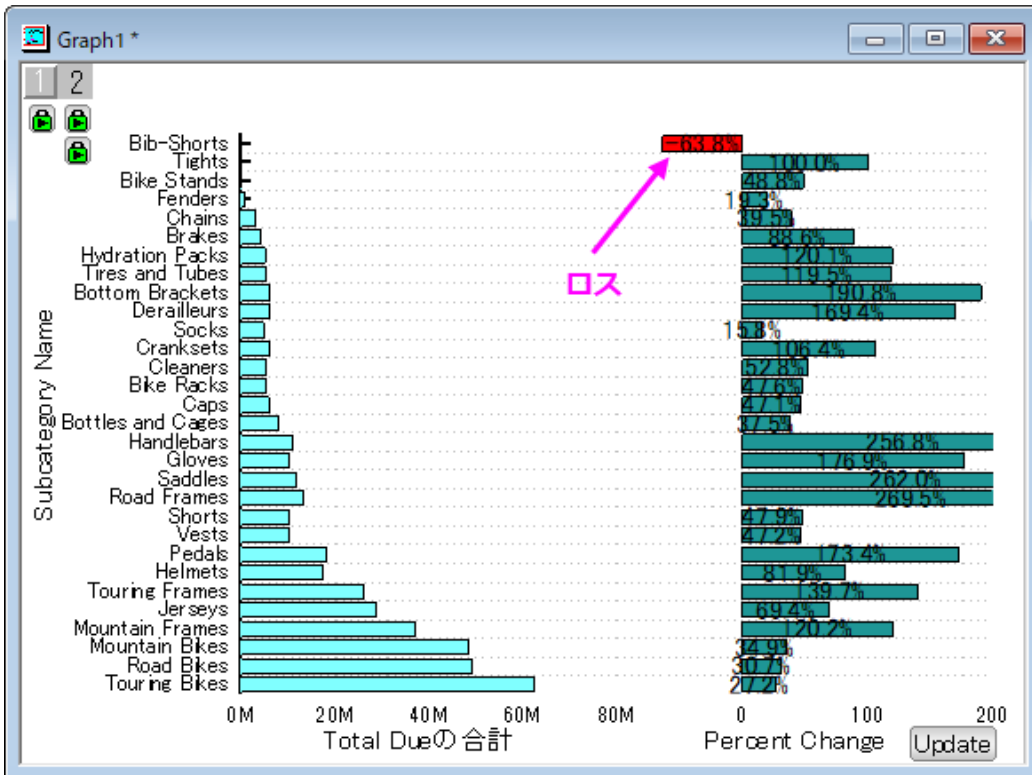 Graph1 *
1 2
Bib-Shorts -63.8%
Tights 100.0%
Bike Stands 48.8%
Fenders 19.3%
Chains 39.5%
Brakes 88.6%
Hydration Packs 120.1%
Tires and Tubes 119.5%
ロス
Bottom Brackets 190.8%
Derailleurs 169.4%
Socks 15.8%
Cranksets 106.4%
Cleaners 52.8%
Bike Racks 47.6%
Caps 47.1%
Bottles and Cages 37.5%
Handlebars 256.8%
Gloves 176.9%
Saddles 262.0%
Road Frames 269.5%
Shorts 47.9%
Vests 47.2%
Pedals 173.4%
Helmets 81.9%
Touring Frames 139.7%
Jerseys 69.4%
Mountain Frames 120.2%
Mountain Bikes 34.9%
Road Bikes 30.7%
Touring Bikes 27.2%
Subcategory Name
0M 20M 40M 60M 80M 0 100 200
Total Dueの 合計 Percent Change
Update